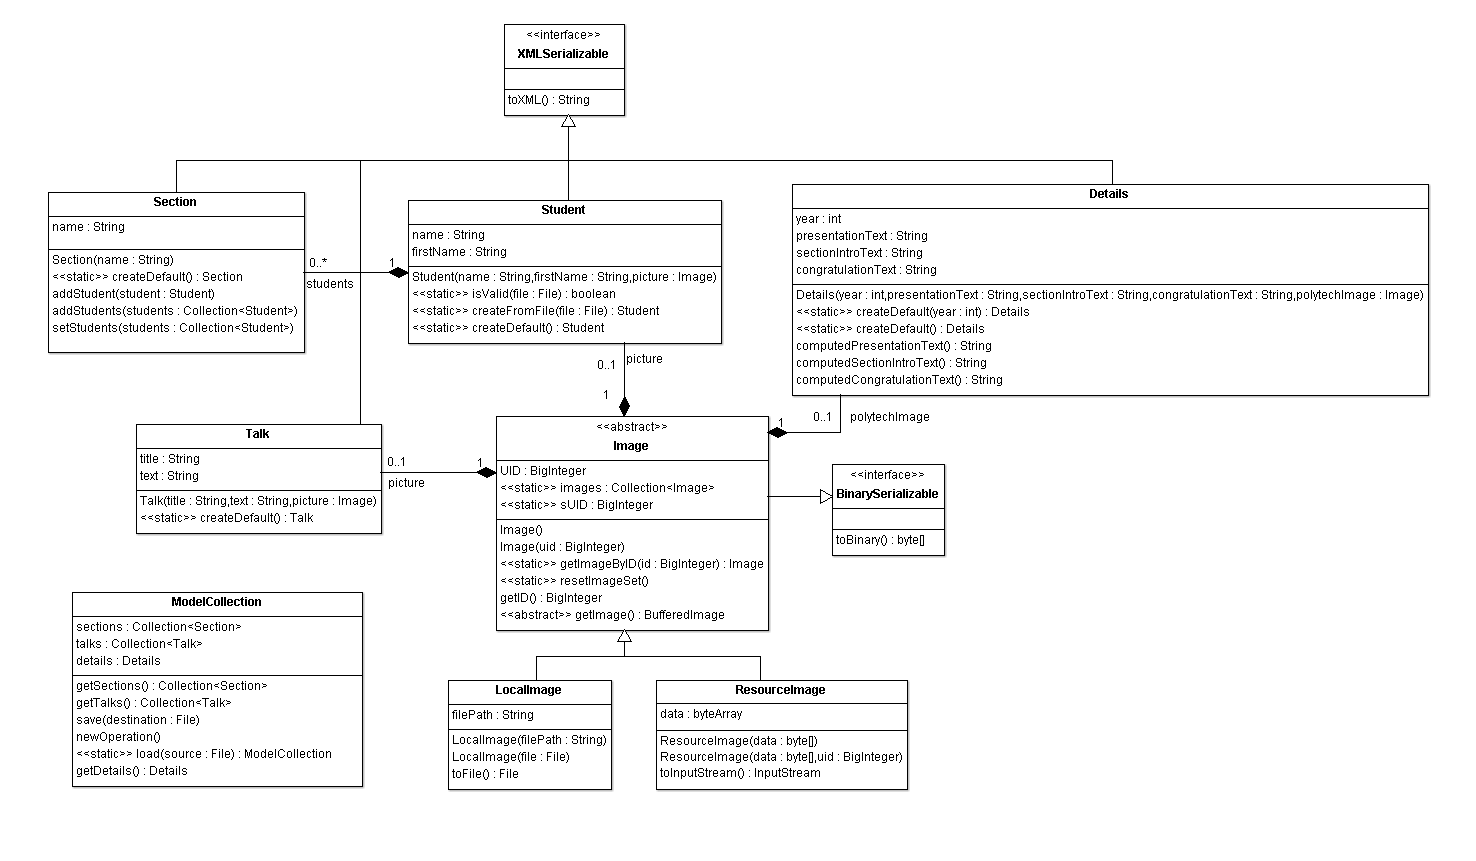 <<interface>>
XMLSerializable
toXML() : String
Section
name : String
Section(name : String)
<<static>> createDefault() : Section
addStudent(student : Student)
addStudents(students : Collection<Student>)
setStudents(students : Collection<Student>)
0..*
1
students
Student
name : String
firstName : String
Student(name : String,firstName : String,picture : Image)
<<static>> isValid(file : File) : boolean
<<static>> createFromFile(file : File) : Student
<<static>> createDefault() : Student
Details
year : int
presentationText : String
sectionIntroText : String
congratulationText : String
Details(year : int,presentationText : String,sectionIntroText : String,congratulationText : String,polytechImage : Image)
<<static>> createDefault(year : int) : Details
<<static>> createDefault() : Details
computedPresentationText() : String
computedSectionIntroText() : String
computedCongratulationText() : String
0..1
picture
1
1
0..1
polytechImage
Talk
title : String
text : String
Talk(title : String,text : String,picture : Image)
<<static>> createDefault() : Talk
0..1
1
picture
<<abstract>>
Image
UID : BigInteger
<<static>> images : Collection<Image>
<<static>> sUID : BigInteger
Image()
Image(uid : BigInteger)
<<static>> getImageByID(id : BigInteger) : Image
<<static>> resetImageSet()
getID() : BigInteger
<<abstract>> getImage() : BufferedImage
<<interface>>
BinarySerializable
toBinary() : byte[]
ModelCollection
sections : Collection<Section>
talks : Collection<Talk>
details : Details
getSections() : Collection<Section>
getTalks() : Collection<Talk>
save(destination : File)
newOperation()
<<static>> load(source : File) : ModelCollection
getDetails() : Details
LocalImage
filePath : String
LocalImage(filePath : String)
LocalImage(file : File)
toFile() : File
ResourceImage
data : byteArray
ResourceImage(data : byte[])
ResourceImage(data : byte[],uid : BigInteger)
toInputStream() : InputStream